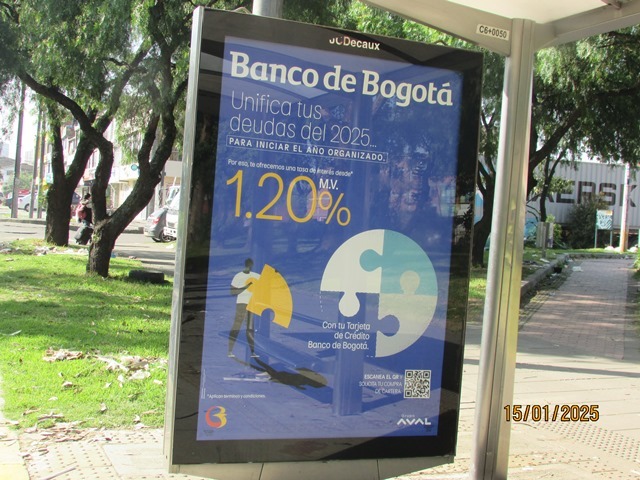 C6+0050
JCDecaux
Banco de Bogotá
Unifica tus
deudas del 2025...
PARA INICIAR EL AÑO ORGANIZADO.
Por eso, te ofrecemos una tasa de interés desde*
1.20% M.V.
Con tu Tarjeta
de Crédito
Banco de Bogotá.
ESCANEA EL QR Y
SOLICITA TU COMPRA
DE CARTERA
*Aplican términos y condiciones.
Grupo
AVAL
ERSK
15/01/2025